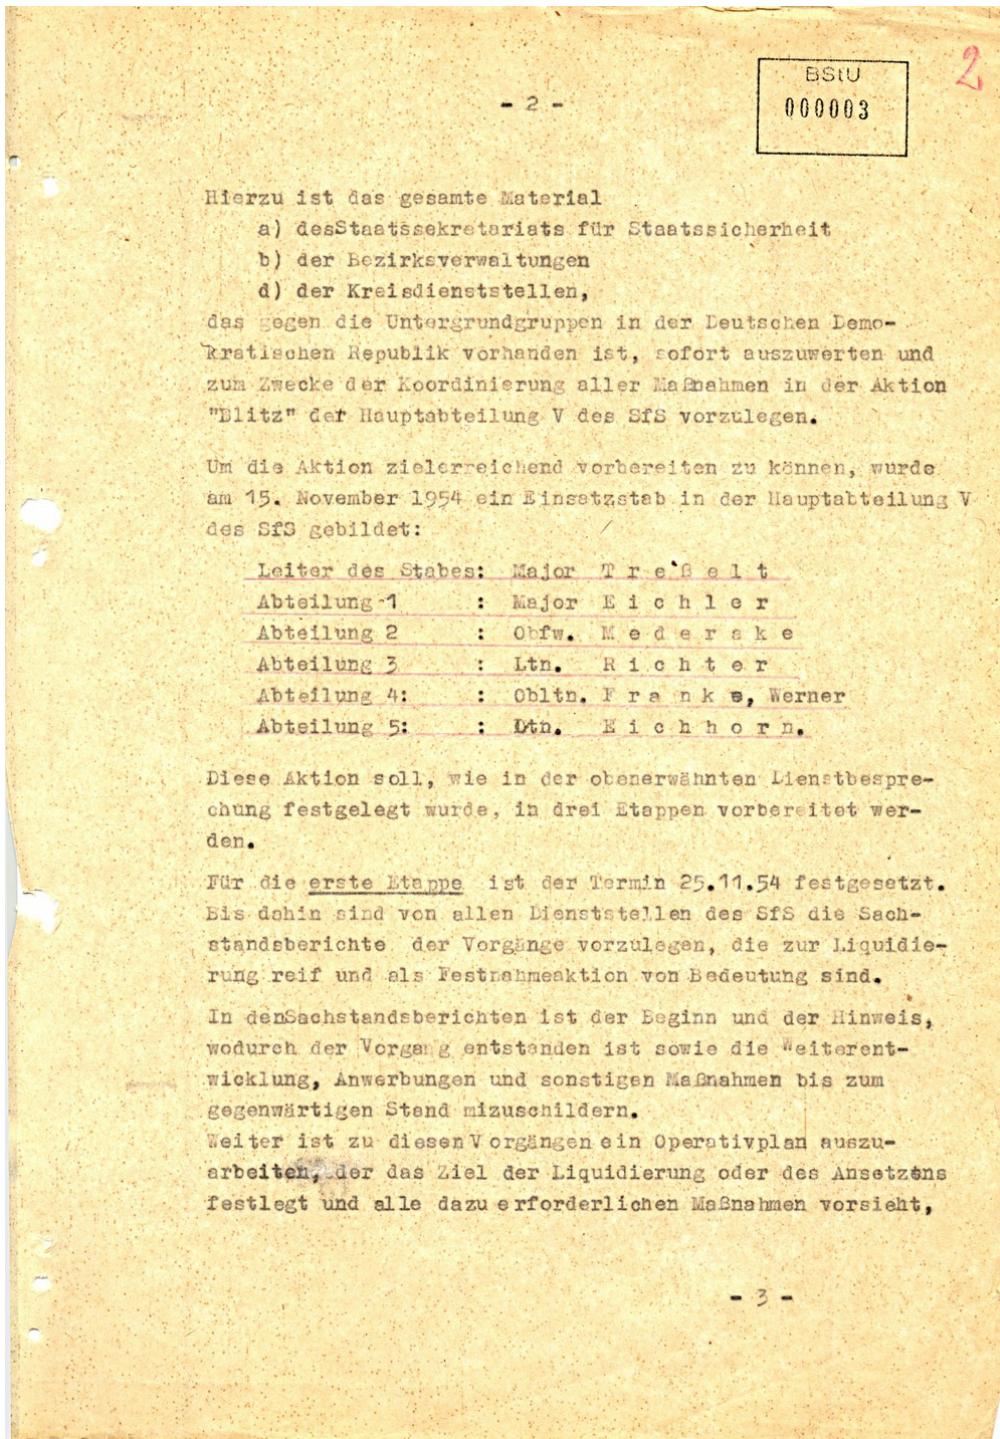 2
BStU
000003
- 2 -
Hierzu ist das gesamte Material
a) desStaatssekretariats für Staatssicherheit
b) der Bezirksverwaltungen
d) der Kreisdienststellen,
das gegen die Untergrundgruppen in der Deutschen Demo-
kratischen Republik vorhanden ist, sofort auszuwerten und
zum Zwecke der Koordinierung aller Maßnahmen in der Aktion
"Blitz" der Hauptabteilung V des SfS vorzulegen.
Um die Aktion zielerreichend vorbereiten zu können, wurde
am 15. November 1954 ein Einsatzstab in der Hauptabteilung V
des SfS gebildet:
Leiter des Stabes: Major T r e ß e l t
Abteilung 1 : Major E i c h l e r
Abteilung 2 : Obfw. M e d e r a k e
Abteilung 3 : Ltn. R i c h t e r
Abteilung 4: : Obltn. F r a n k e, Werner
Abteilung 5: : Ltn. E i c h h o r n.
Diese Aktion soll, wie in der obenerwähnten Dienstbespre-
chung festgelegt wurde, in drei Etappen vorbereitet wer-
den.
Für die erste Etappe ist der Termin 25.11.54 festgesetzt.
Bis dahin sind von allen Dienststellen des SfS die Sach-
standsberichte der Vorgänge vorzulegen, die zur Liquidie-
rung reif und als Festnahmeaktion von Bedeutung sind.
In denSachstandsberichten ist der Beginn und der Hinweis,
wodurch der Vorgang entstanden ist sowie die Weiterent-
wicklung, Anwerbungen und sonstigen Maßnahmen bis zum
gegenwärtigen Stand mizuschildern.
Weiter ist zu diesen Vorgängen ein Operativplan auszu-
arbeiten, der das Ziel der Liquidierung oder des Ansetzens
festlegt und alle dazu erforderlichen Maßnahmen vorsieht,
- 3 -